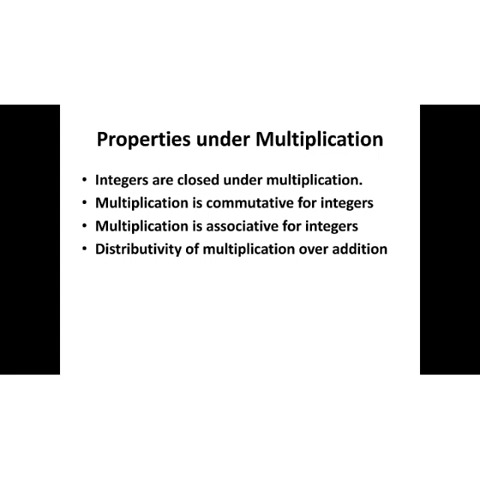 Properties under Multiplication
• Integers are closed under multiplication.
• Multiplication is commutative for integers
• Multiplication is associative for integers
• Distributivity of multiplication over addition